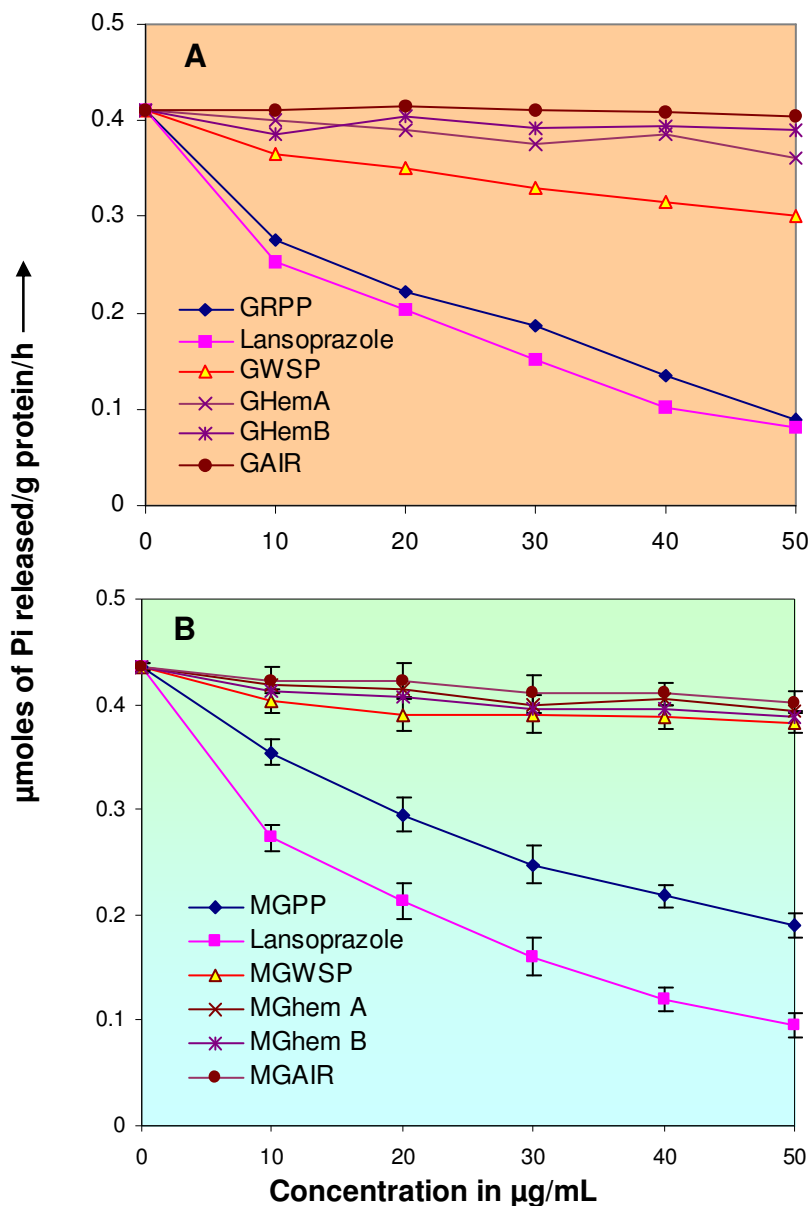 µmoles of Pi released/g protein/h
A
0.5
0.4
0.3
0.2
0.1
0
GRPP
Lansoprazole
GWSP
GHemA
GHemB
GAIR
0 10 20 30 40 50
B
0.5
0.4
0.3
0.2
0.1
0
MGPP
Lansoprazole
MGWSP
MGhem A
MGhem B
MGAIR
0 10 20 30 40 50
Concentration in µg/mL